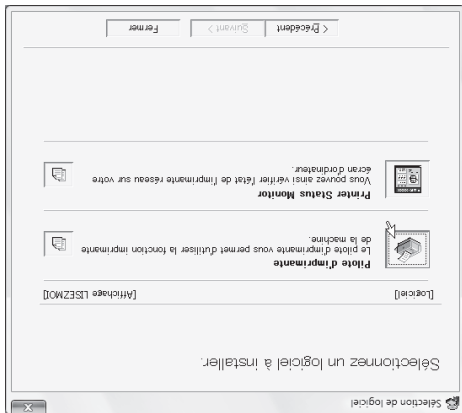 Sélection de logiciel
Sélectionnez un logiciel à installer.
[Logiciel] [Affichage LISEZMOI]
Pilote d'imprimante
Le pilote d'imprimante vous permet d'utiliser la fonction imprimante
de la machine.
Printer Status Monitor
Vous pouvez ainsi vérifier l'état de l'imprimante réseau sur votre
écran d'ordinateur.
< Précédent Suivant > Fermer